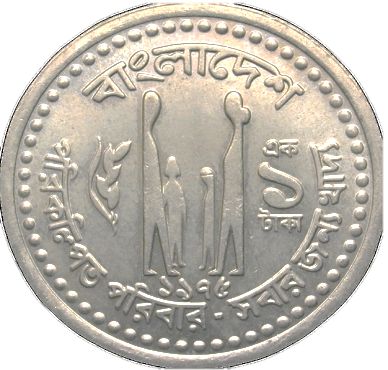 বাংলাদেশ
এক
১
টাকা
১৯৭৫
পরিকল্পিত পরিবার - সবার জন্য খাদ্য